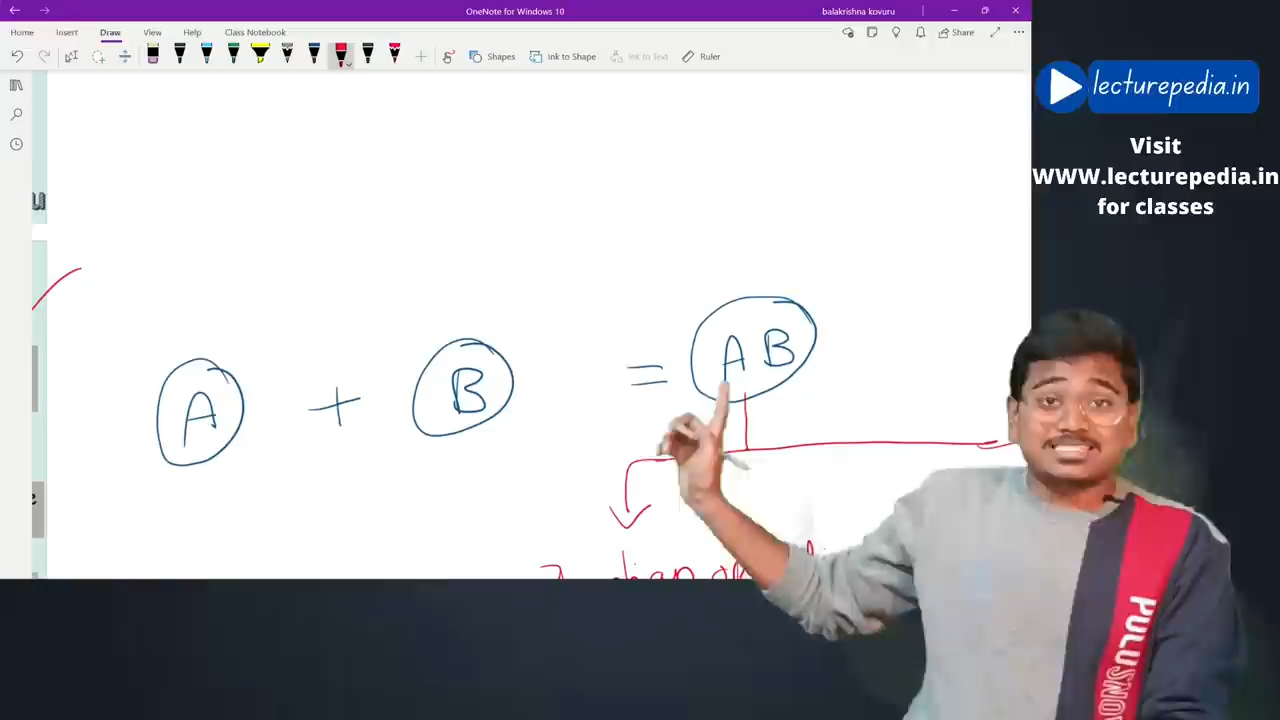 OneNote for Windows 10
balakrishna kovuru
Home Insert Draw View Help Class Notebook
Share
Shapes Ink to Shape Ink to Text Ruler
lecturepedia.in
Visit
WWW.lecturepedia.in
for classes
u
A + B = AB
e
PULUSNO